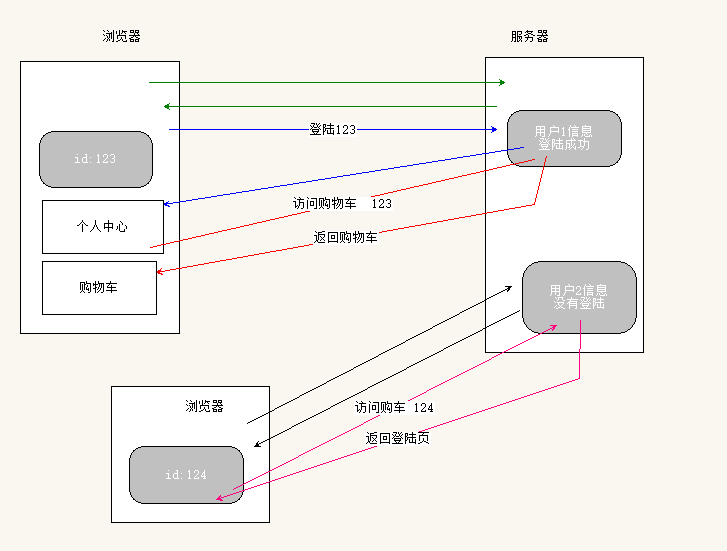 浏览器
服务器
登陆123
用户1信息
登陆成功
id:123
访问购物车 123
个人中心
返回购物车
购物车
用户2信息
没有登陆
浏览器
访问购车 124
返回登陆页
id:124